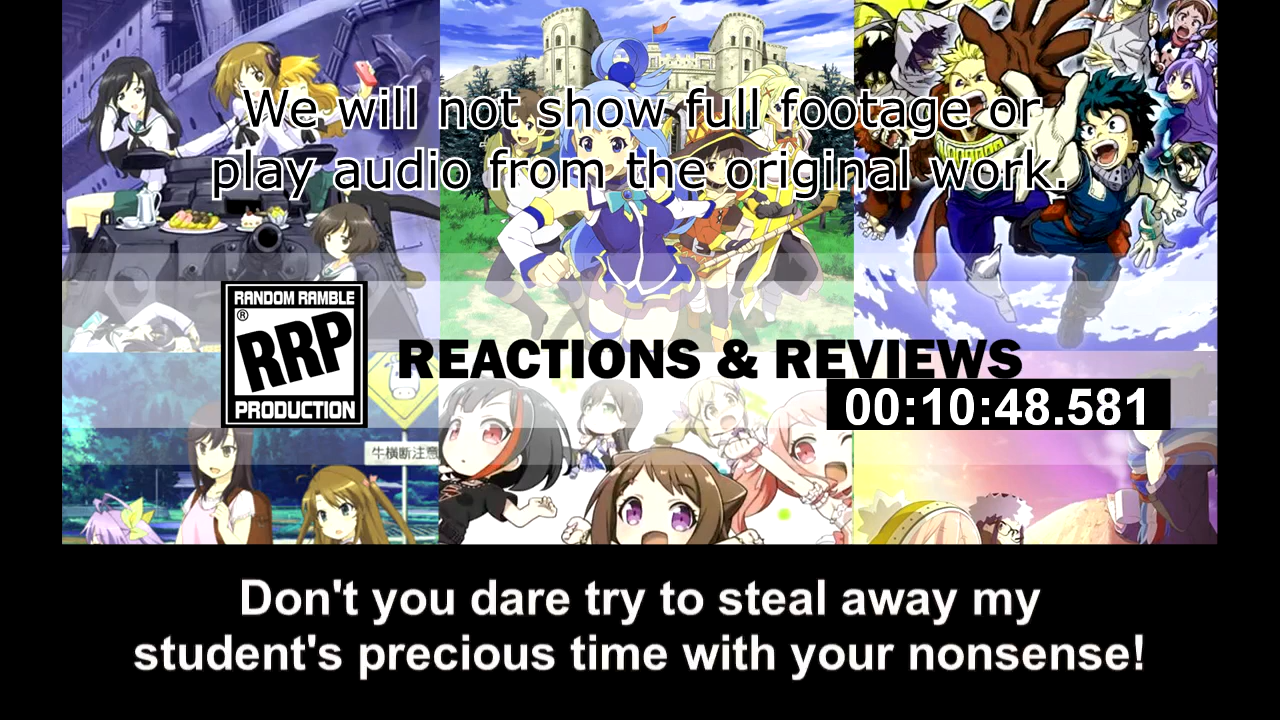 We will not show full footage or
play audio from the original work.
RANDOM RAMBLE
®
RRP
PRODUCTION
REACTIONS & REVIEWS
00:10:48.581
牛横断注意
Don't you dare try to steal away my
student's precious time with your nonsense!